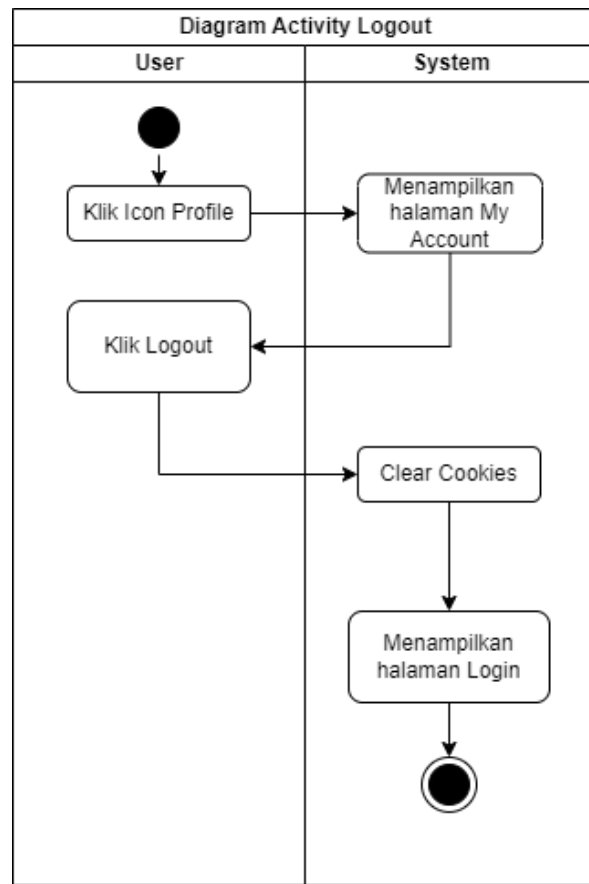 Diagram Activity Logout
User
System
Klik Icon Profile
Menampilkan
halaman My
Account
Klik Logout
Clear Cookies
Menampilkan
halaman Login